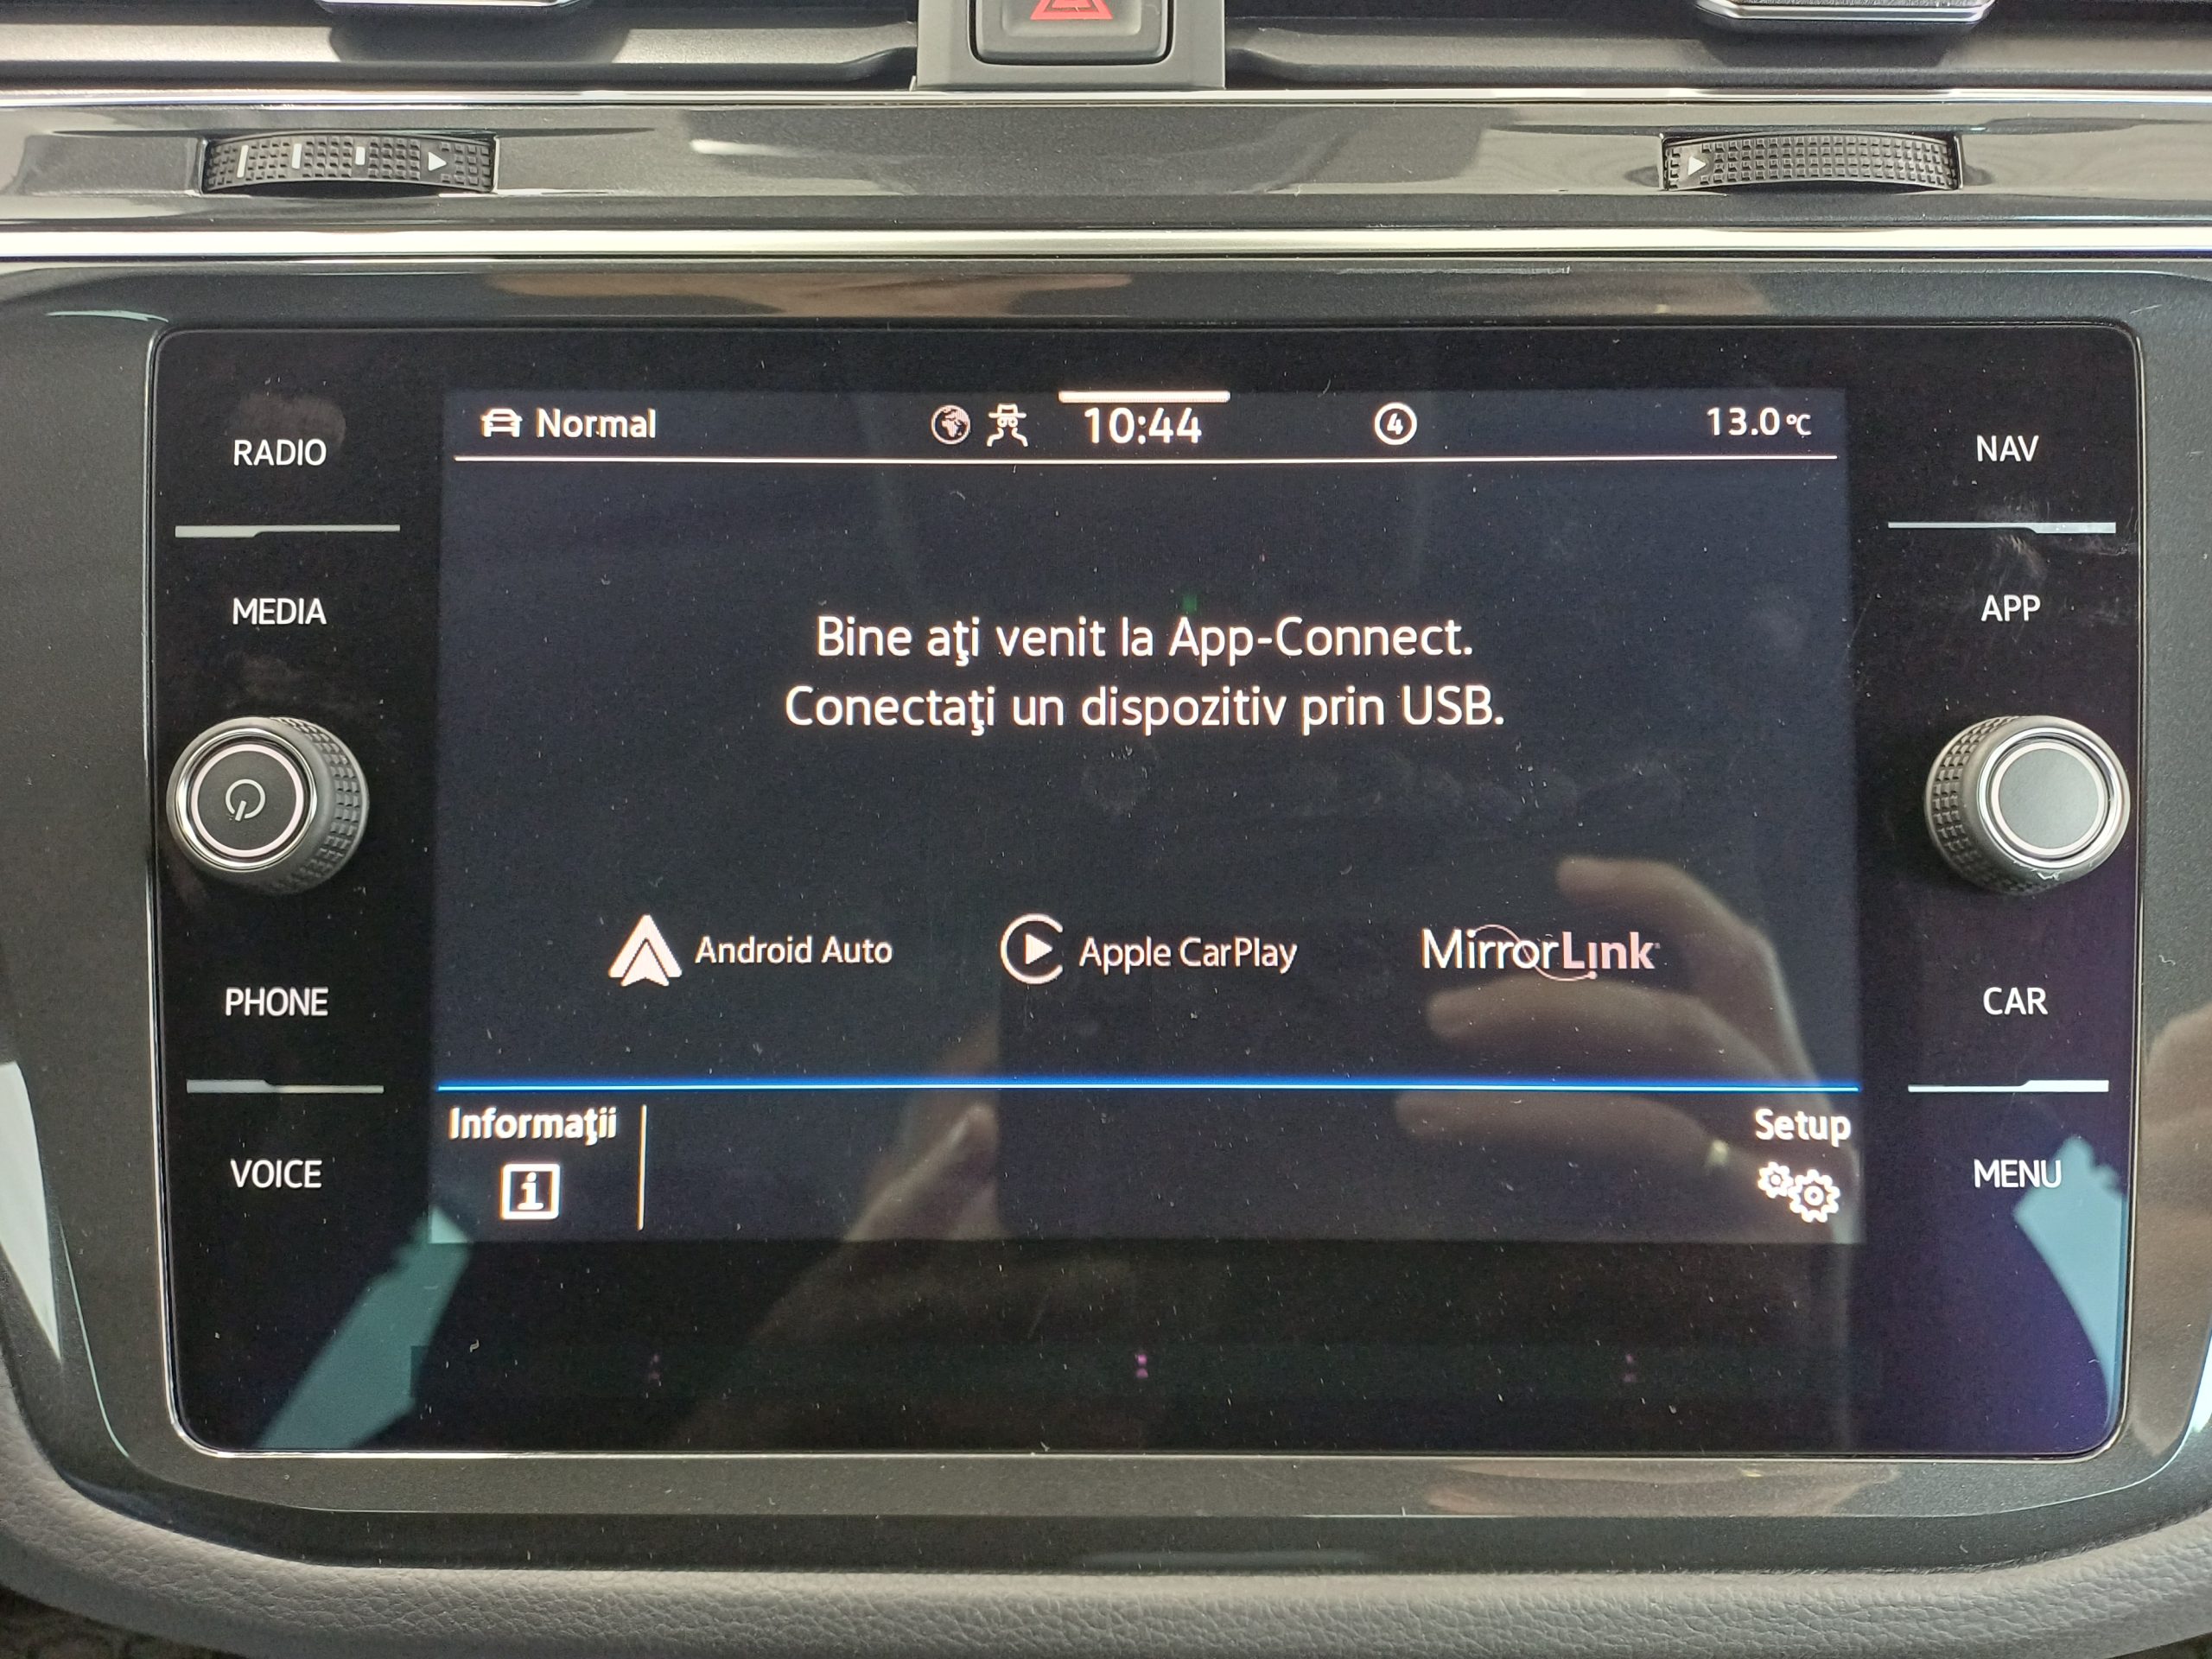 Normal
10:44
4
13.0°C
RADIO
MEDIA
PHONE
VOICE
Bine aţi venit la App-Connect.
Conectaţi un dispozitiv prin USB.
Android Auto
Apple CarPlay
MirrorLink
Informaţii
i
Setup
NAV
APP
CAR
MENU